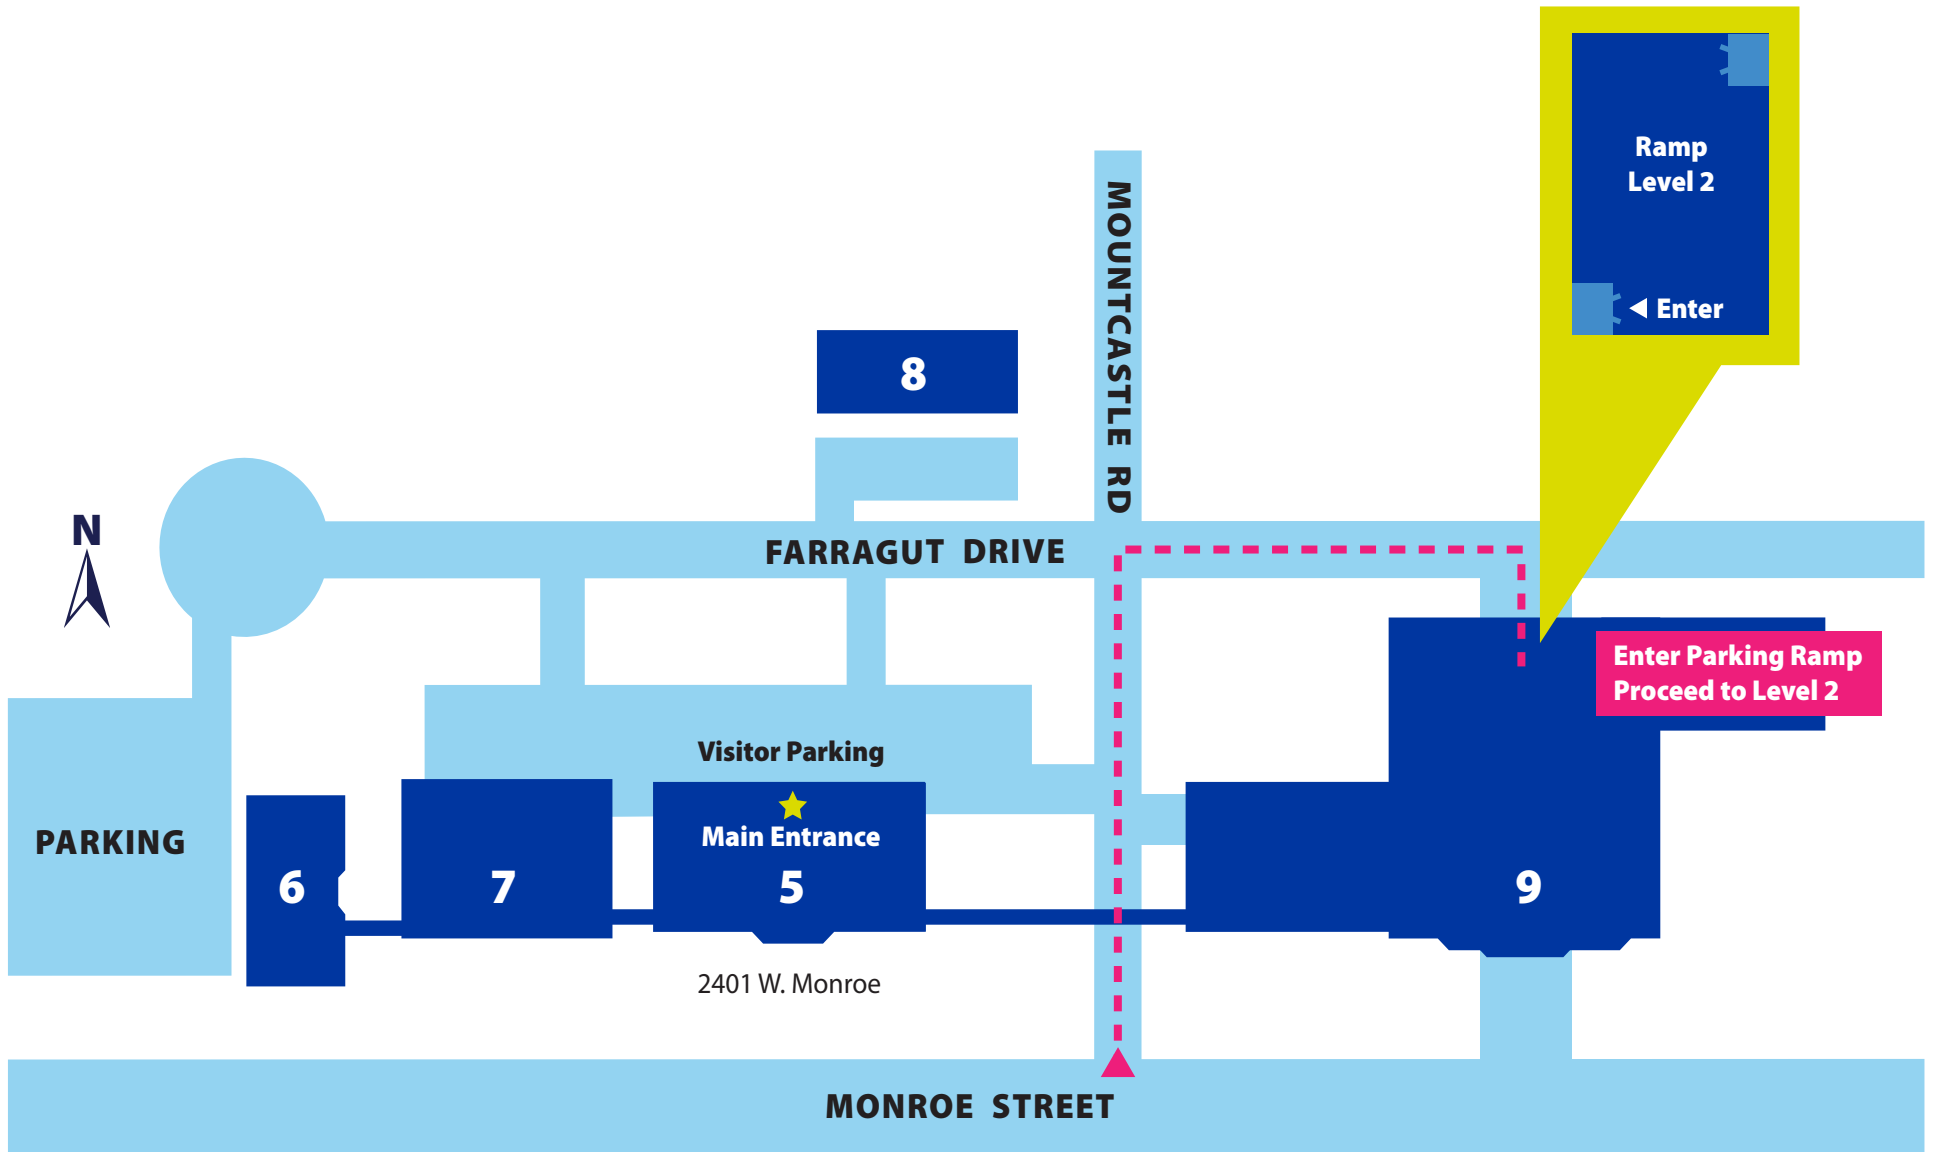 Ramp
Level 2
Enter
MOUNTCASTLE RD
8
N
FARRAGUT DRIVE
Enter Parking Ramp
Proceed to Level 2
Visitor Parking
Main Entrance
PARKING
6
7
5
9
2401 W. Monroe
MONROE STREET